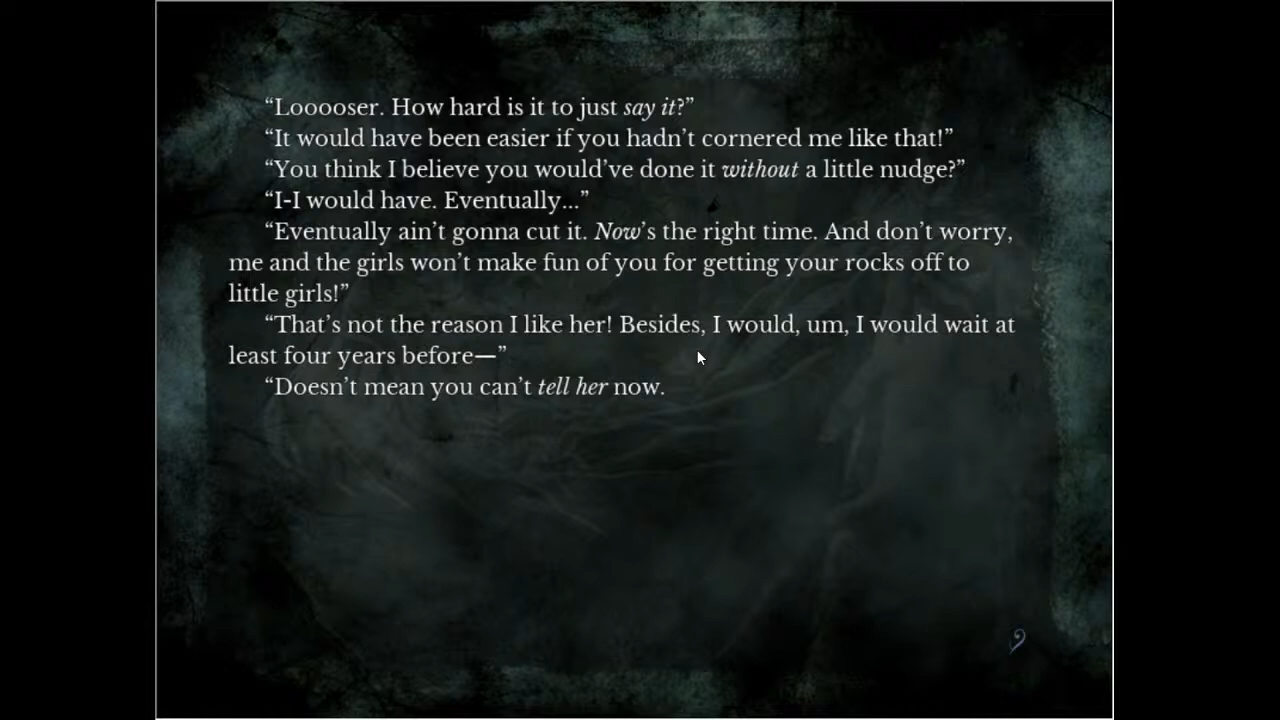 “Looooser. How hard is it to just say it?”
“It would have been easier if you hadn’t cornered me like that!”
“You think I believe you would’ve done it without a little nudge?”
“I-I would have. Eventually...”
“Eventually ain’t gonna cut it. Now’s the right time. And don’t worry,
me and the girls won’t make fun of you for getting your rocks off to
little girls!”
“That’s not the reason I like her! Besides, I would, um, I would wait at
least four years before—”
“Doesn’t mean you can’t tell her now.